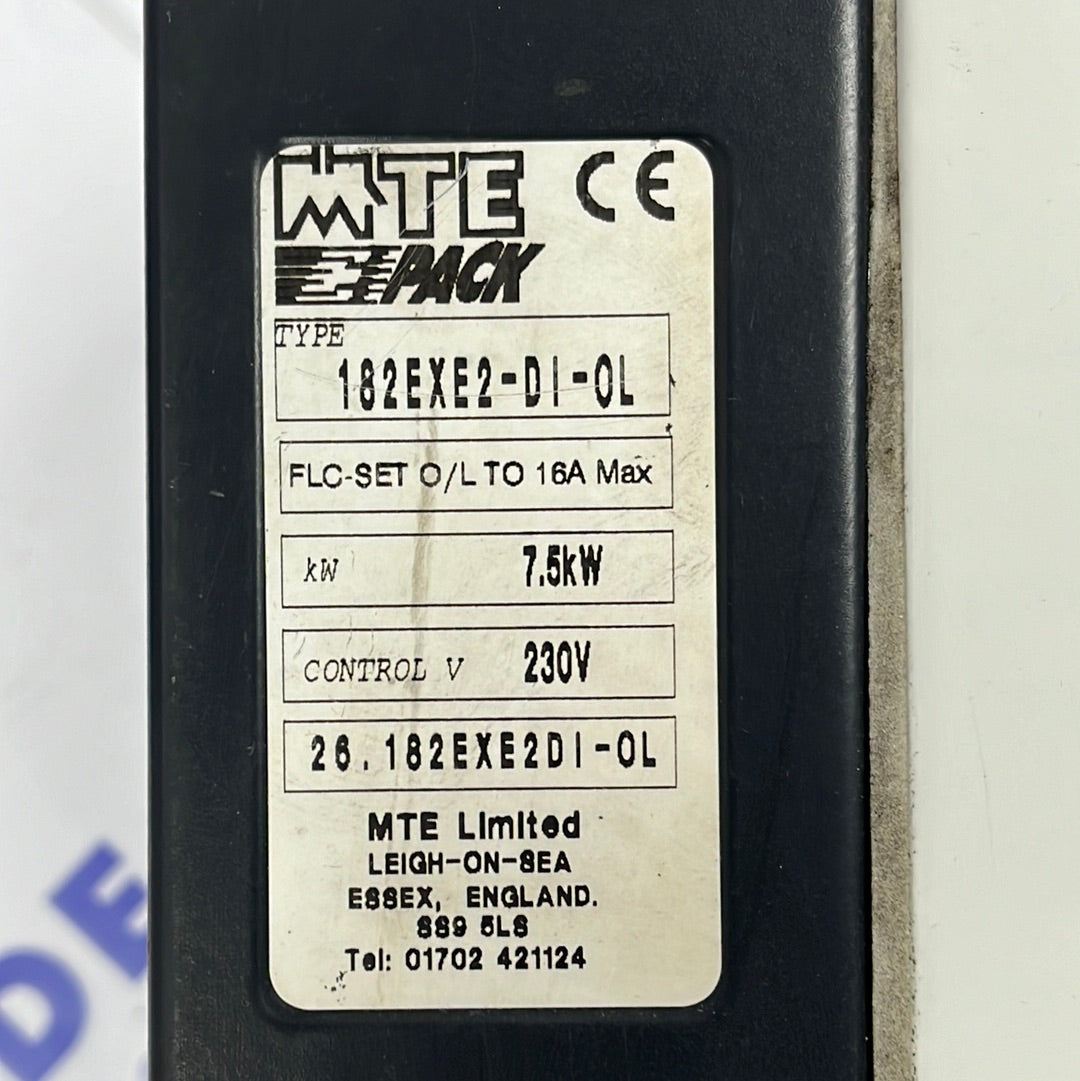 MTE CE
PACK
TYPE
182EXE2-DI-OL
FLC-SET O/L TO 16A Max
kW 7.5kW
CONTROL V 230V
26.182EXE2DI-OL
MTE Limited
LEIGH-ON-SEA
ESSEX, ENGLAND.
SS9 5LS
Tel: 01702 421124
DE